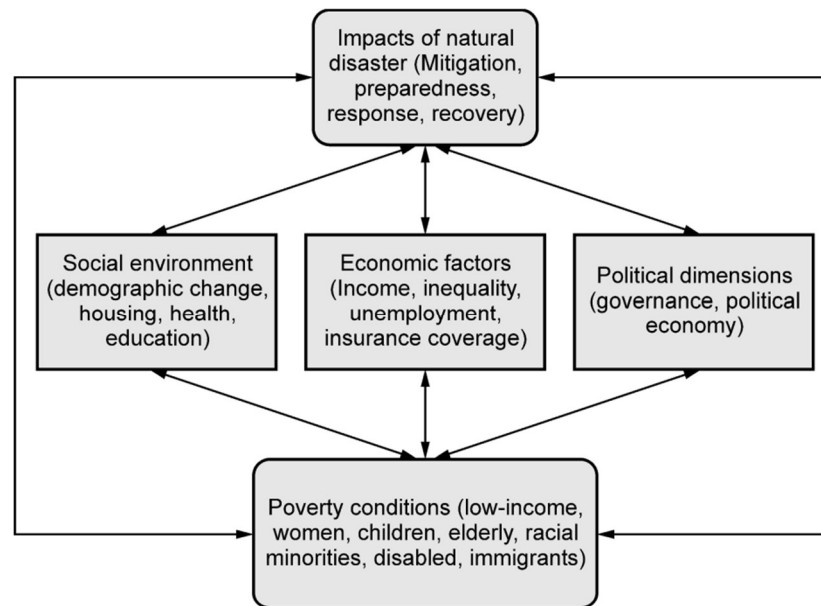 Impacts of natural
disaster (Mitigation,
preparedness,
response, recovery)
Social environment
(demographic change,
housing, health,
education)
Economic factors
(Income, inequality,
unemployment,
insurance coverage)
Political dimensions
(governance, political
economy)
Poverty conditions (low-income,
women, children, elderly, racial
minorities, disabled, immigrants)